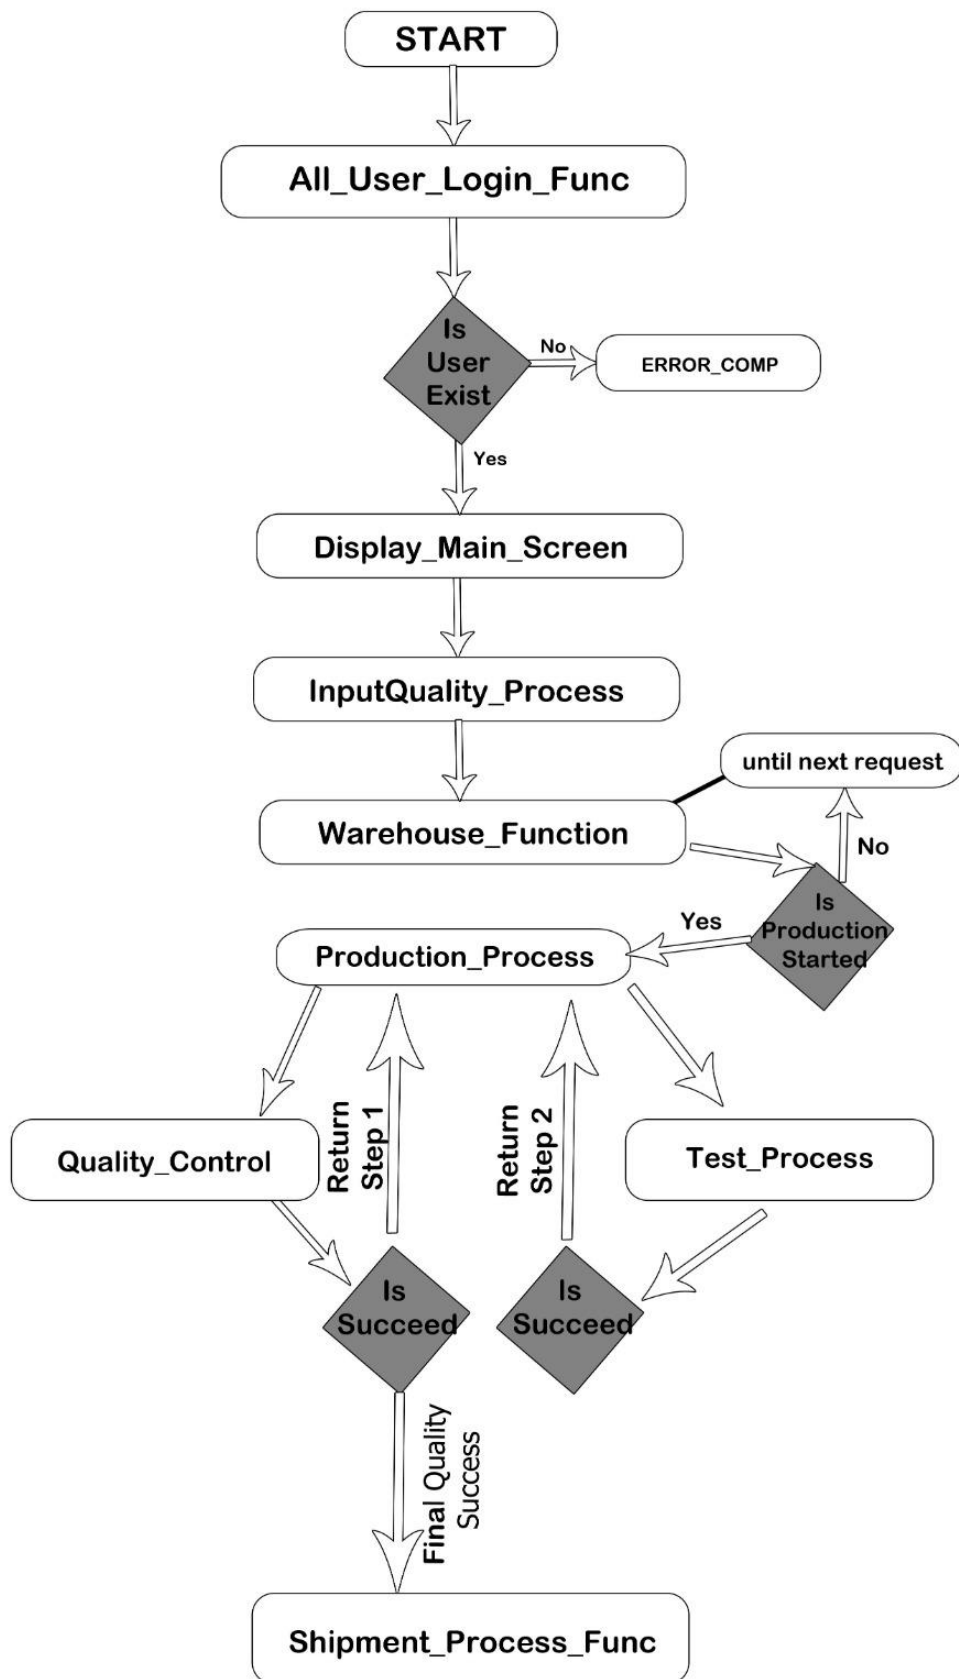 START
All_User_Login_Func
Is
User
Exist
No
ERROR_COMP
Yes
Display_Main_Screen
InputQuality_Process
until next request
Warehouse_Function
No
Is
Production
Started
Yes
Production_Process
Quality_Control
Return
Step 1
Return
Step 2
Test_Process
Is
Succeed
Is
Succeed
Final Quality
Success
Shipment_Process_Func